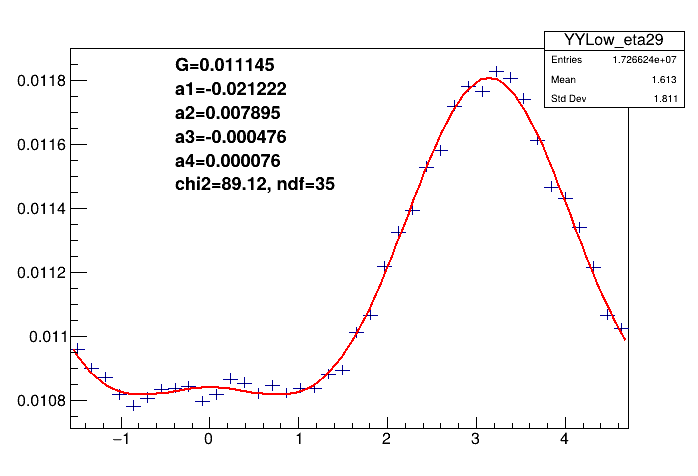 YYLow_eta29
Entries 1.726624e+07
Mean 1.613
Std Dev 1.811
G=0.011145
a1=-0.021222
a2=0.007895
a3=-0.000476
a4=0.000076
chi2=89.12, ndf=35
0.0118
0.0116
0.0114
0.0112
0.011
0.0108
−1 0 1 2 3 4